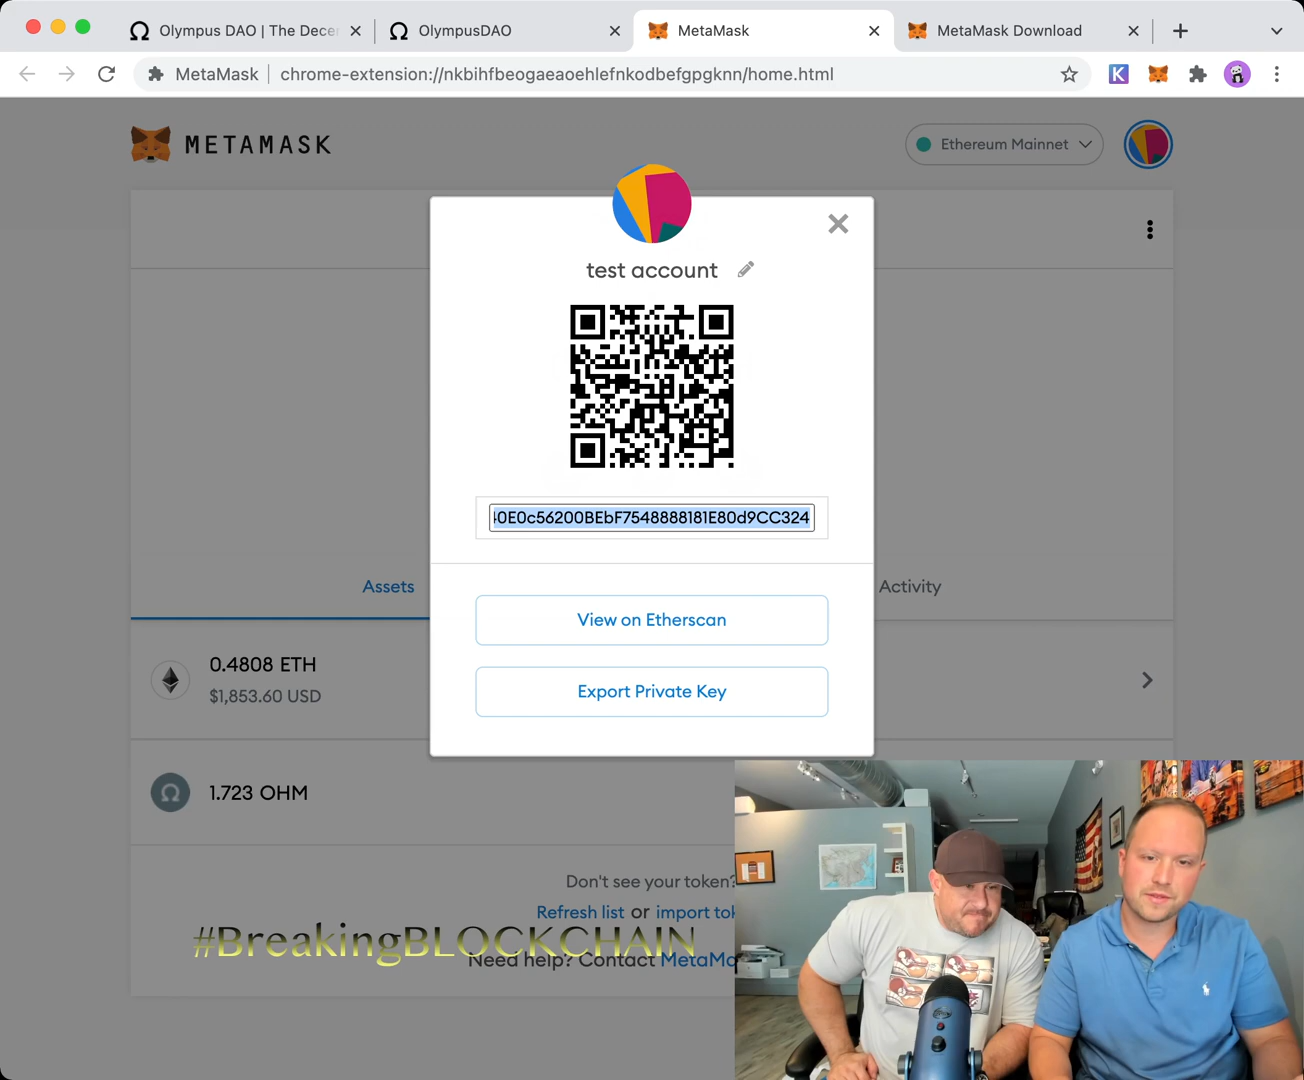 Olympus DAO | The Dece
OlympusDAO
MetaMask
MetaMask Download
MetaMask
chrome-extension://nkbihfbeogaeaoehlefnkodbefgpgknn/home.html
METAMASK
Ethereum Mainnet
test account
40E0c56200BEbF7548888181E80d9CC324
View on Etherscan
Export Private Key
Assets
Activity
0.4808 ETH
$1,853.60 USD
1.723 OHM
Don't see your token?
Refresh list or import tok
#BreakingBLOCKCHAIN
Need help? Contact MetaMa